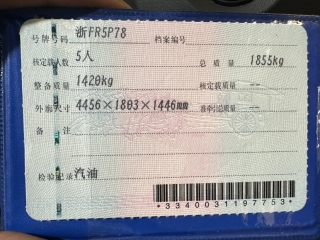 号牌号码 浙FR5P78 档案编号
核定载人数 5人 总质量 1855kg
整备质量 1420kg 核定载质量 --
外廓尺寸 4456×1803×1446mm 准牵引总质量 --
备注
检验记录 汽油
*3340031197753*